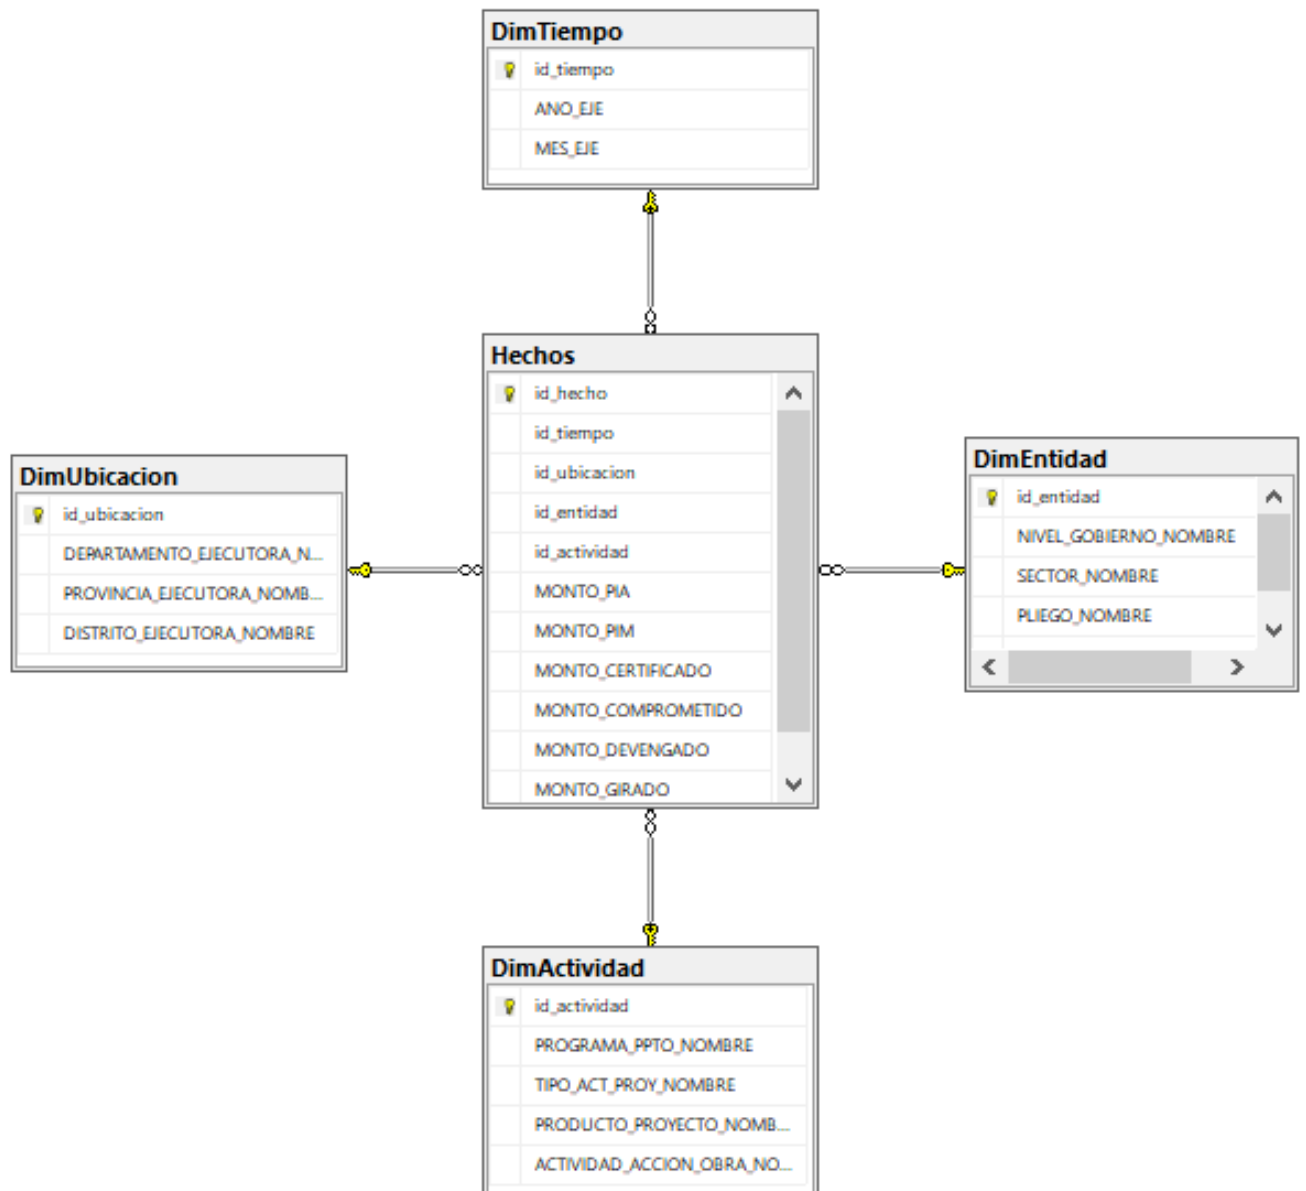 DimTiempo
id_tiempo
ANO_EJE
MES_EJE
Hechos
id_hecho
id_tiempo
id_ubicacion
id_entidad
id_actividad
MONTO_PIA
MONTO_PIM
MONTO_CERTIFICADO
MONTO_COMPROMETIDO
MONTO_DEVENGADO
MONTO_GIRADO
DimUbicacion
id_ubicacion
DEPARTAMENTO_EJECUTORA_N...
PROVINCIA_EJECUTORA_NOMB...
DISTRITO_EJECUTORA_NOMBRE
DimEntidad
id_entidad
NIVEL_GOBIERNO_NOMBRE
SECTOR_NOMBRE
PLIEGO_NOMBRE
DimActividad
id_actividad
PROGRAMA_PPTO_NOMBRE
TIPO_ACT_PROY_NOMBRE
PRODUCTO_PROYECTO_NOMB...
ACTIVIDAD_ACCION_OBRA_NO...